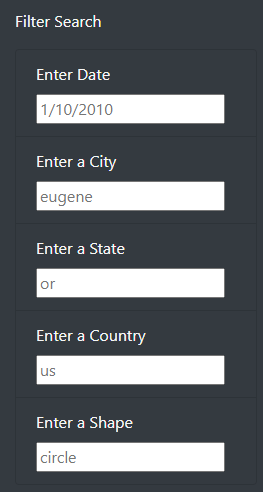 Filter Search
Enter Date
1/10/2010
Enter a City
eugene
Enter a State
or
Enter a Country
us
Enter a Shape
circle